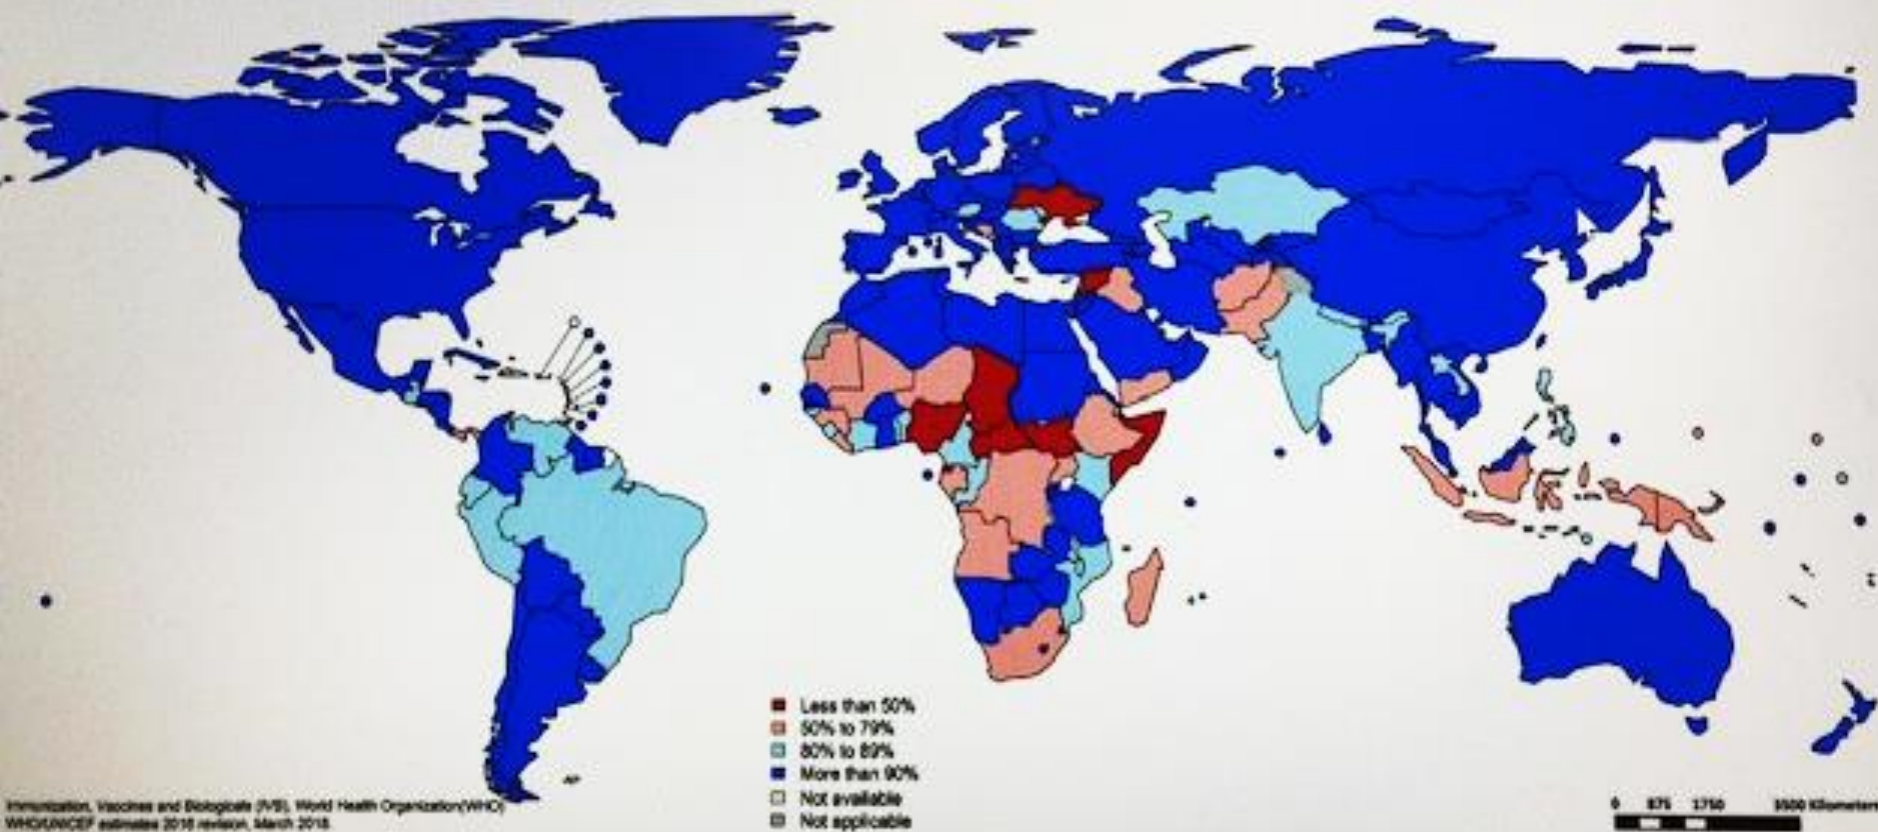 Less than 50%
50% to 79%
80% to 89%
More than 90%
Not available
Not applicable
Immunization, Vaccines and Biologicals (IVB), World Health Organization(WHO)
WHO/UNICEF estimates 2016 revision, March 2018
0 875 1750 3500 Kilometers